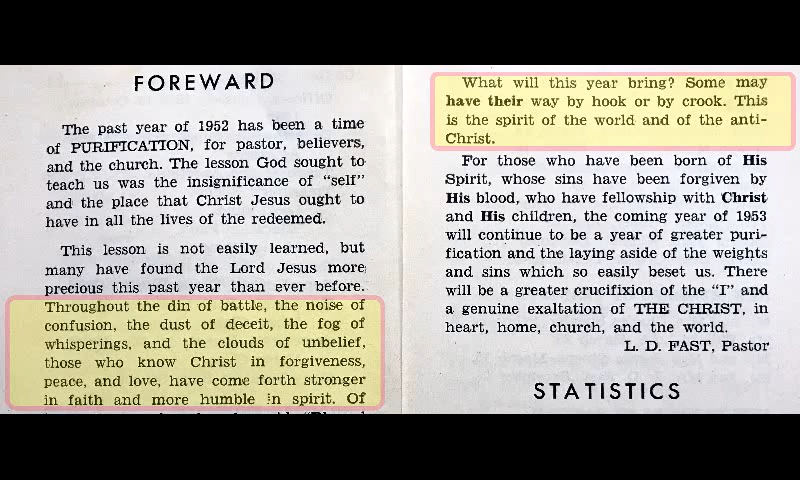 FOREWARD
The past year of 1952 has been a time
of PURIFICATION, for pastor, believers,
and the church. The lesson God sought to
teach us was the insignificance of "self"
and the place that Christ Jesus ought to
have in all the lives of the redeemed.
This lesson is not easily learned, but
many have found the Lord Jesus more
precious this past year than ever before.
Throughout the din of battle, the noise of
confusion, the dust of deceit, the fog of
whisperings, and the clouds of unbelief,
those who know Christ in forgiveness,
peace, and love, have come forth stronger
in faith and more humble in spirit. Of
What will this year bring? Some may
have their way by hook or by crook. This
is the spirit of the world and of the anti-
Christ.
For those who have been born of His
Spirit, whose sins have been forgiven by
His blood, who have fellowship with Christ
and His children, the coming year of 1953
will continue to be a year of greater puri-
fication and the laying aside of the weights
and sins which so easily beset us. There
will be a greater crucifixion of the "I" and
a genuine exaltation of THE CHRIST, in
heart, home, church, and the world.
L. D. FAST, Pastor
STATISTICS